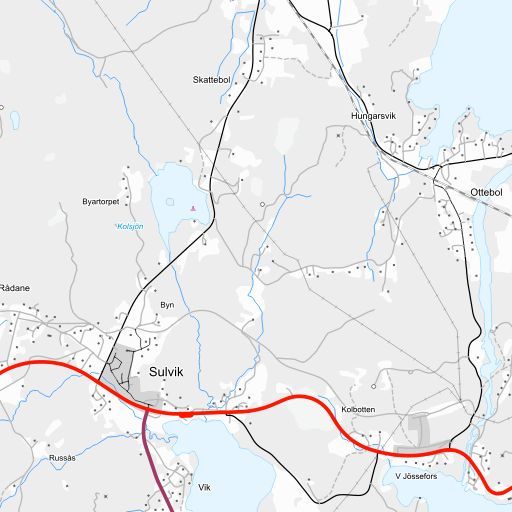 Skattebol
Hungarsvik
Ottebol
Byartorpet
Kolsjön
Rådane
Byn
Sulvik
Kolbotten
Russås
V Jössefors
Vik